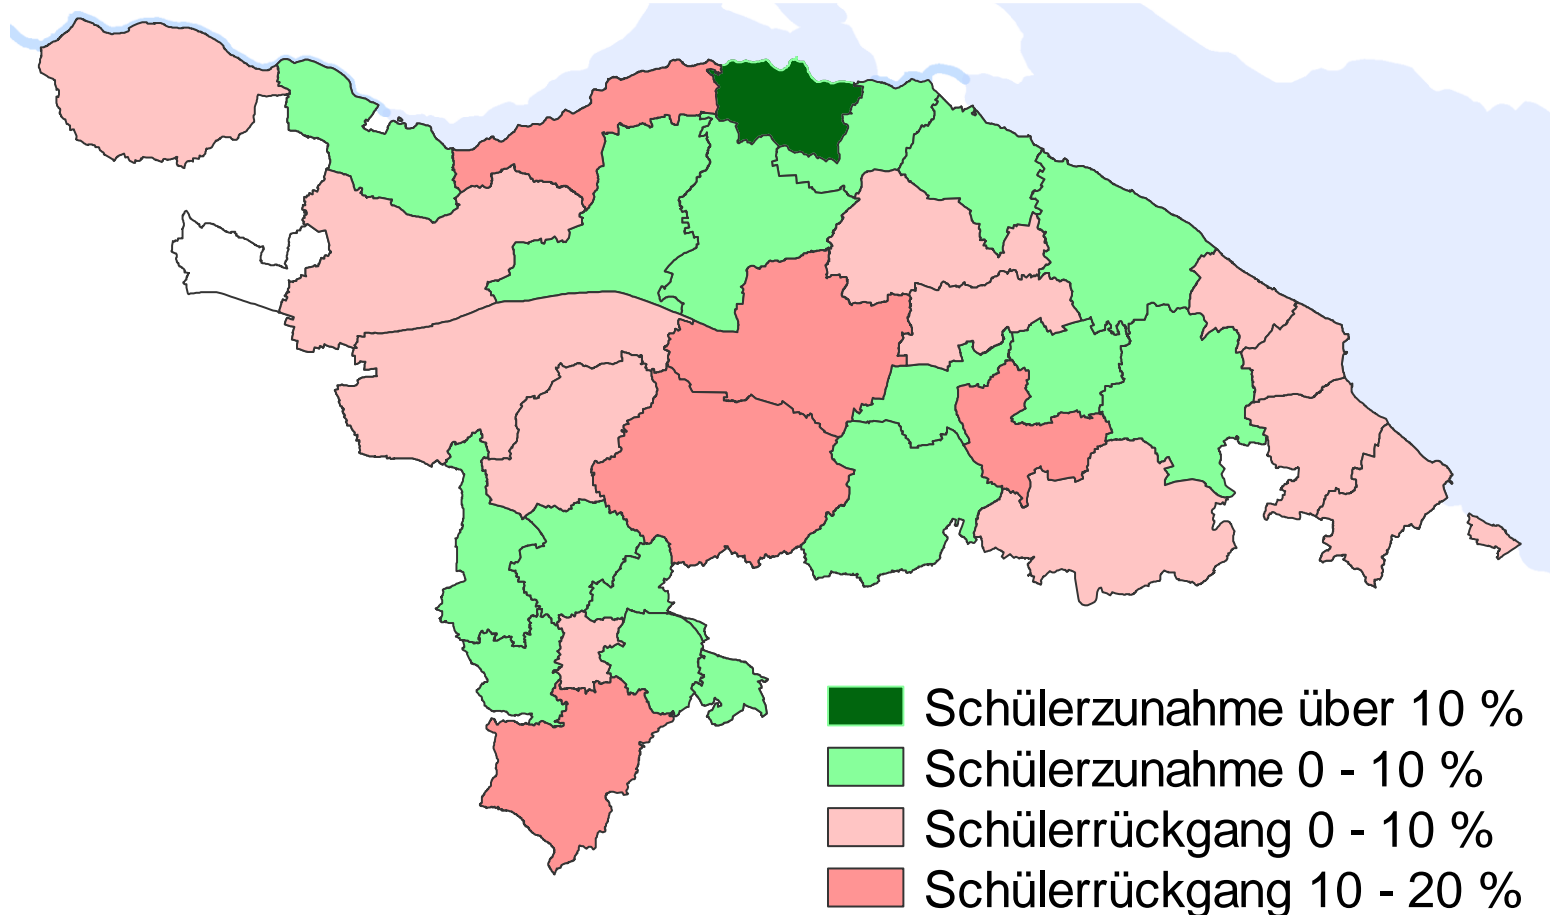 Schülerzunahme über 10 %
Schülerzunahme 0 - 10 %
Schülerrückgang 0 - 10 %
Schülerrückgang 10 - 20 %